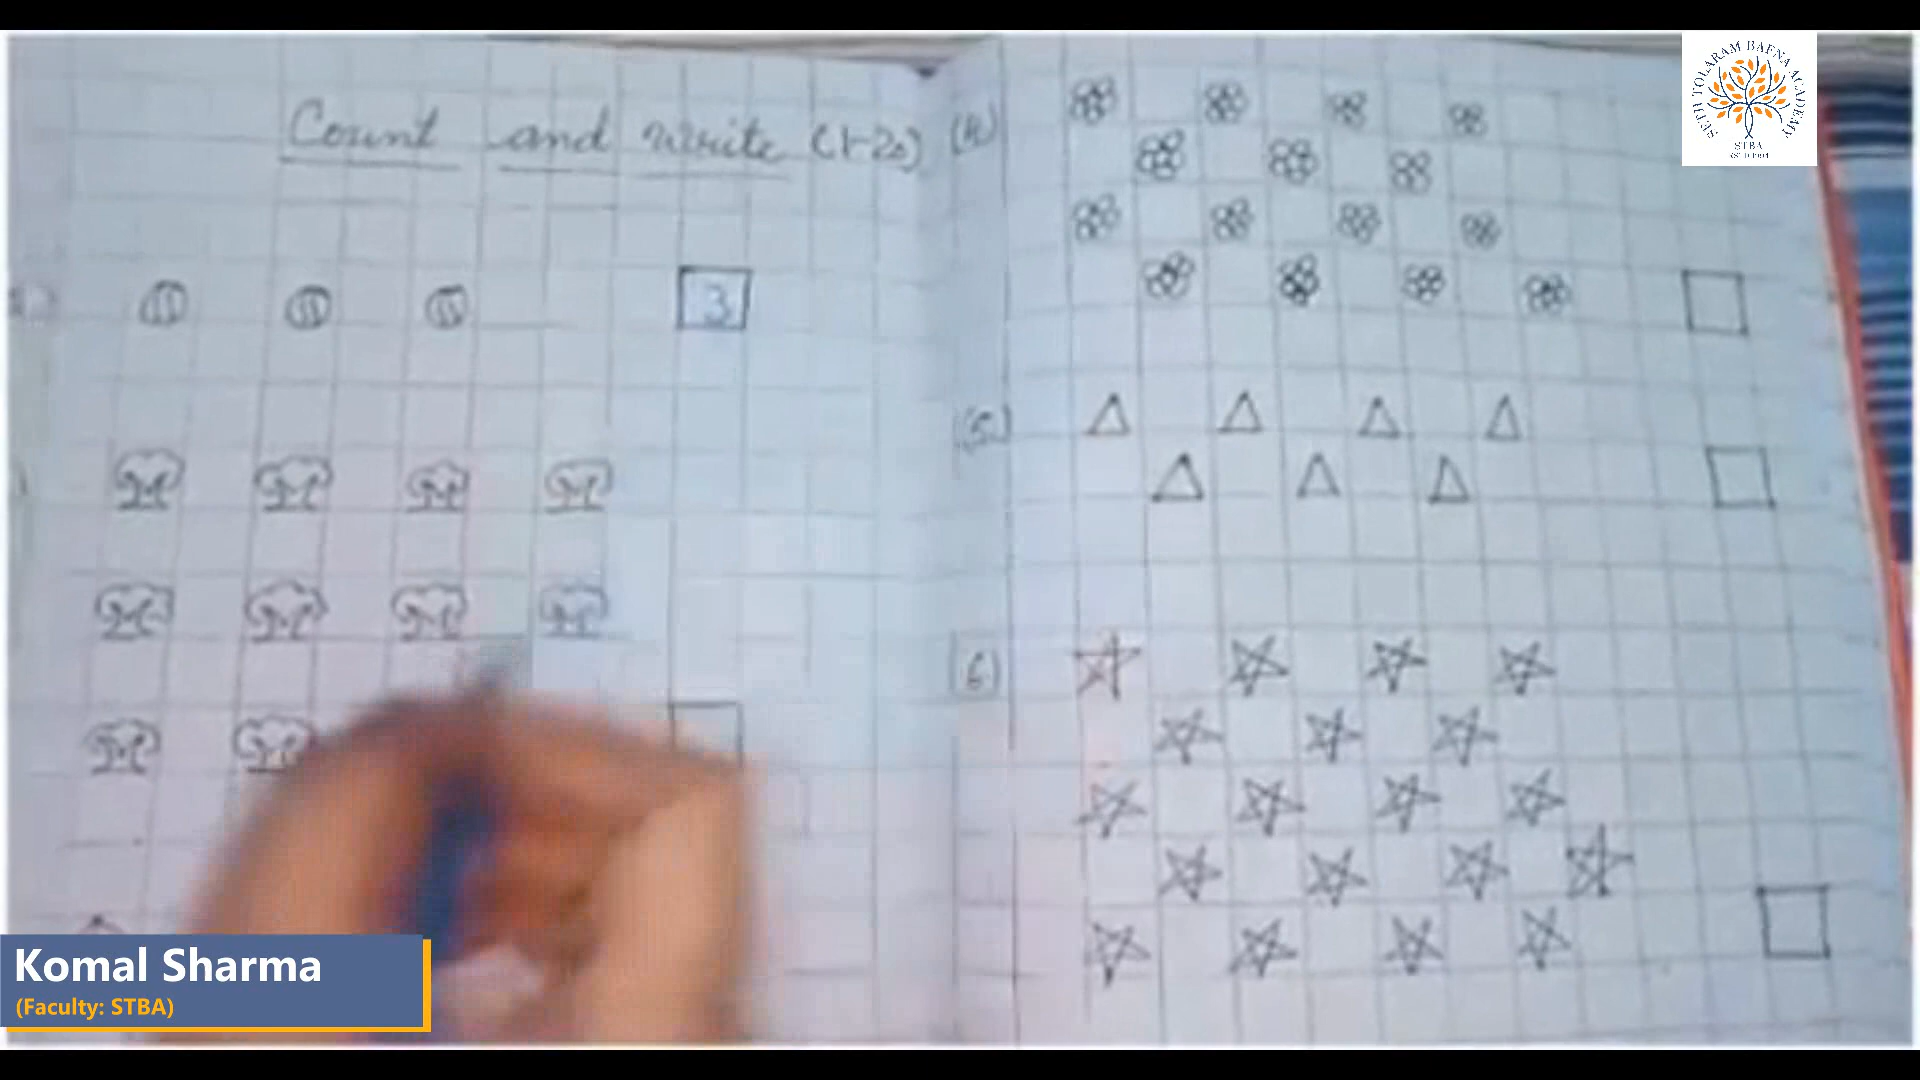 Count and write (1-20)
3
(4)
(5)
(6)
SETH TOLARAM BAFNA ACADEMY
STBA
Komal Sharma
(Faculty: STBA)